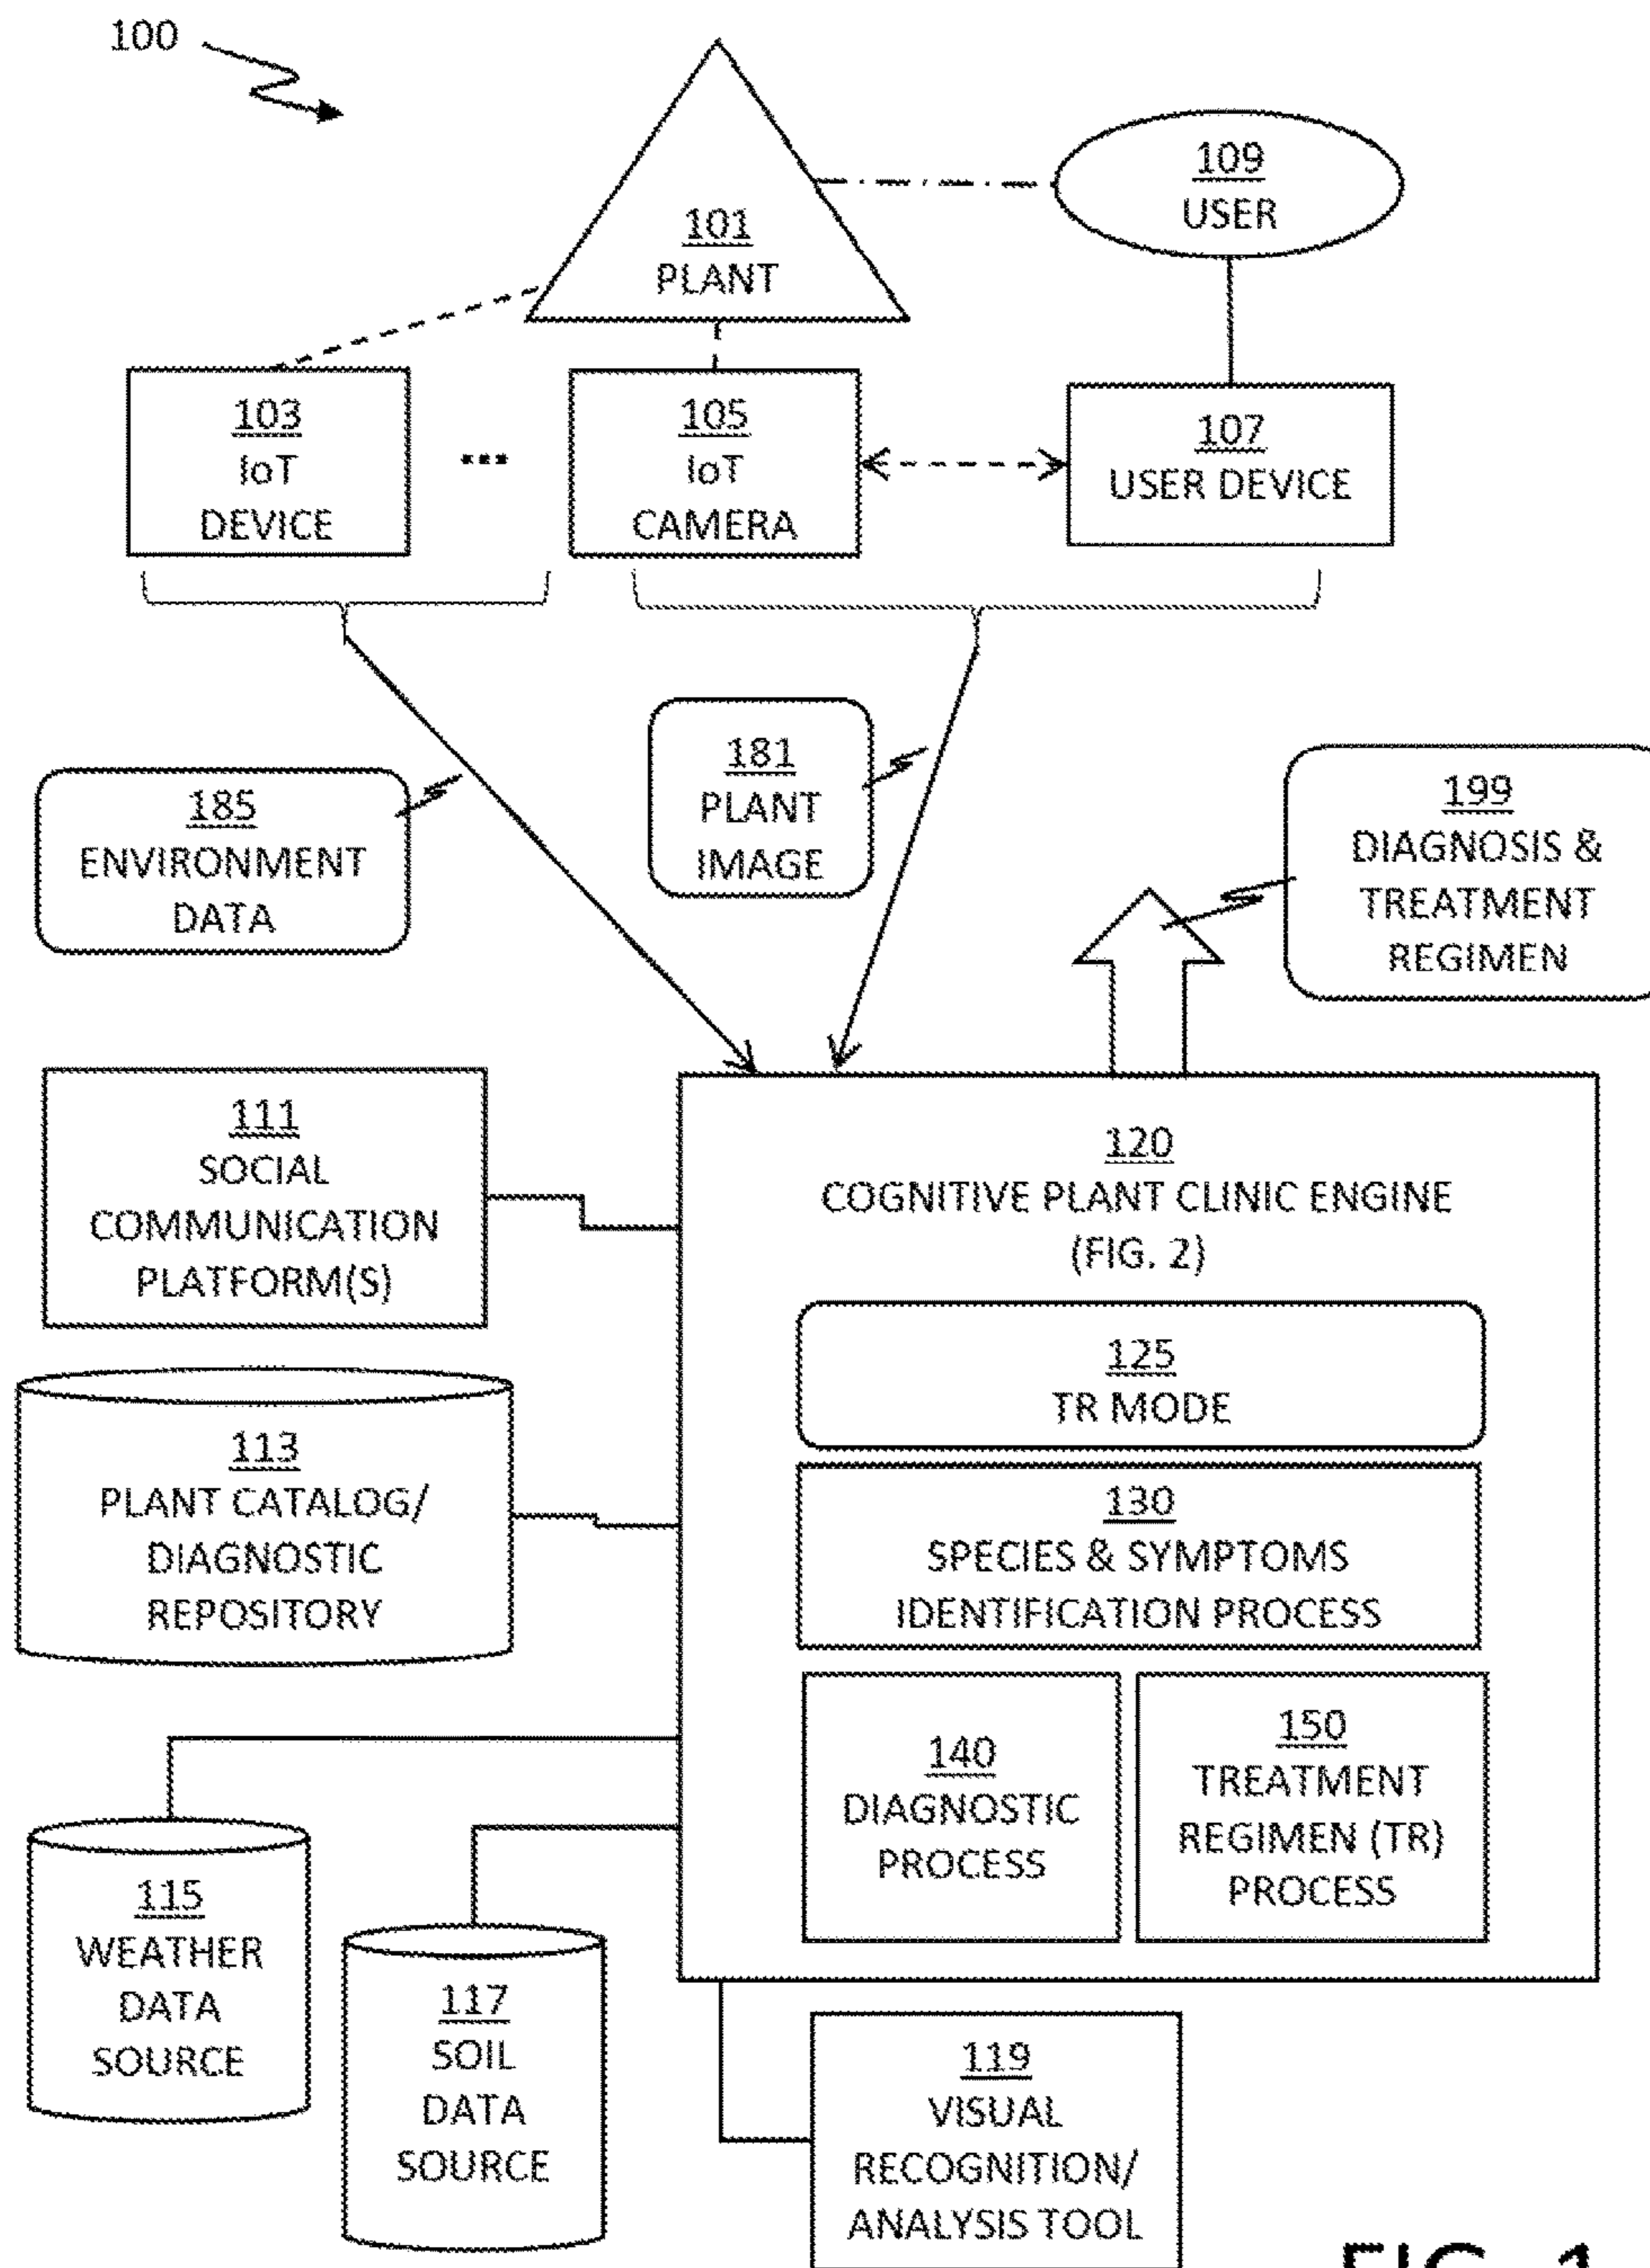 100
109
USER
101
PLANT
103
IoT
DEVICE
...
105
IoT
CAMERA
107
USER DEVICE
185
ENVIRONMENT
DATA
181
PLANT
IMAGE
199
DIAGNOSIS &
TREATMENT
REGIMEN
111
SOCIAL
COMMUNICATION
PLATFORM(S)
120
COGNITIVE PLANT CLINIC ENGINE
(FIG. 2)
125
TR MODE
113
PLANT CATALOG/
DIAGNOSTIC
REPOSITORY
130
SPECIES & SYMPTOMS
IDENTIFICATION PROCESS
140
DIAGNOSTIC
PROCESS
150
TREATMENT
REGIMEN (TR)
PROCESS
115
WEATHER
DATA
SOURCE
117
SOIL
DATA
SOURCE
119
VISUAL
RECOGNITION/
ANALYSIS TOOL
FIG. 1